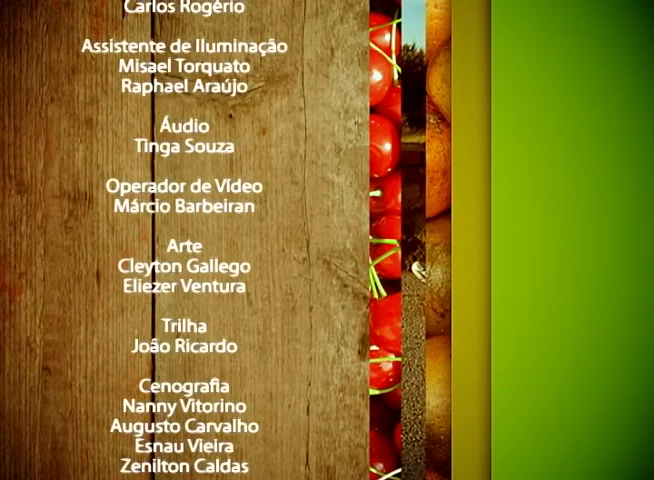 Carlos Rogério
Assistente de Iluminação
Misael Torquato
Raphael Araújo
Áudio
Tinga Souza
Operador de Vídeo
Márcio Barbeiran
Arte
Cleyton Gallego
Eliezer Ventura
Trilha
João Ricardo
Cenografia
Nanny Vitorino
Augusto Carvalho
Esnau Vieira
Zenilton Caldas